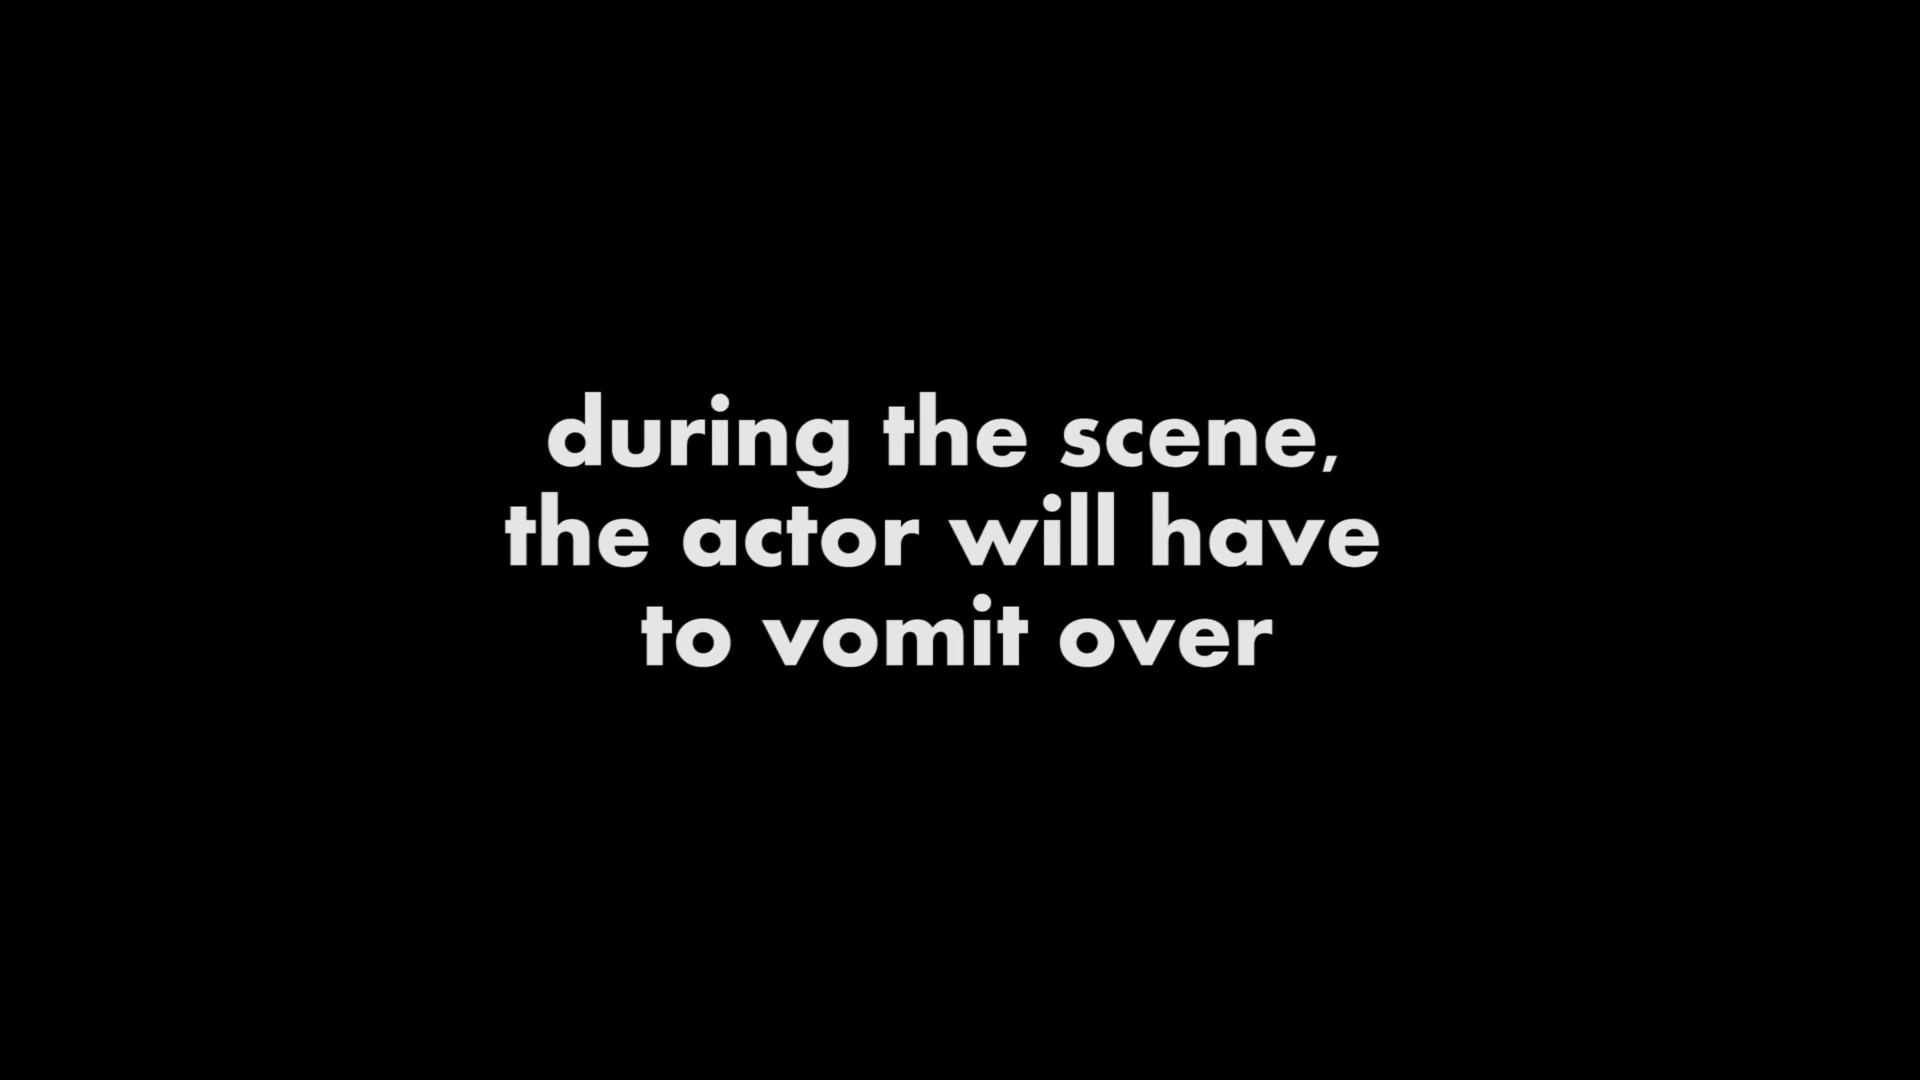 during the scene,
the actor will have
to vomit over